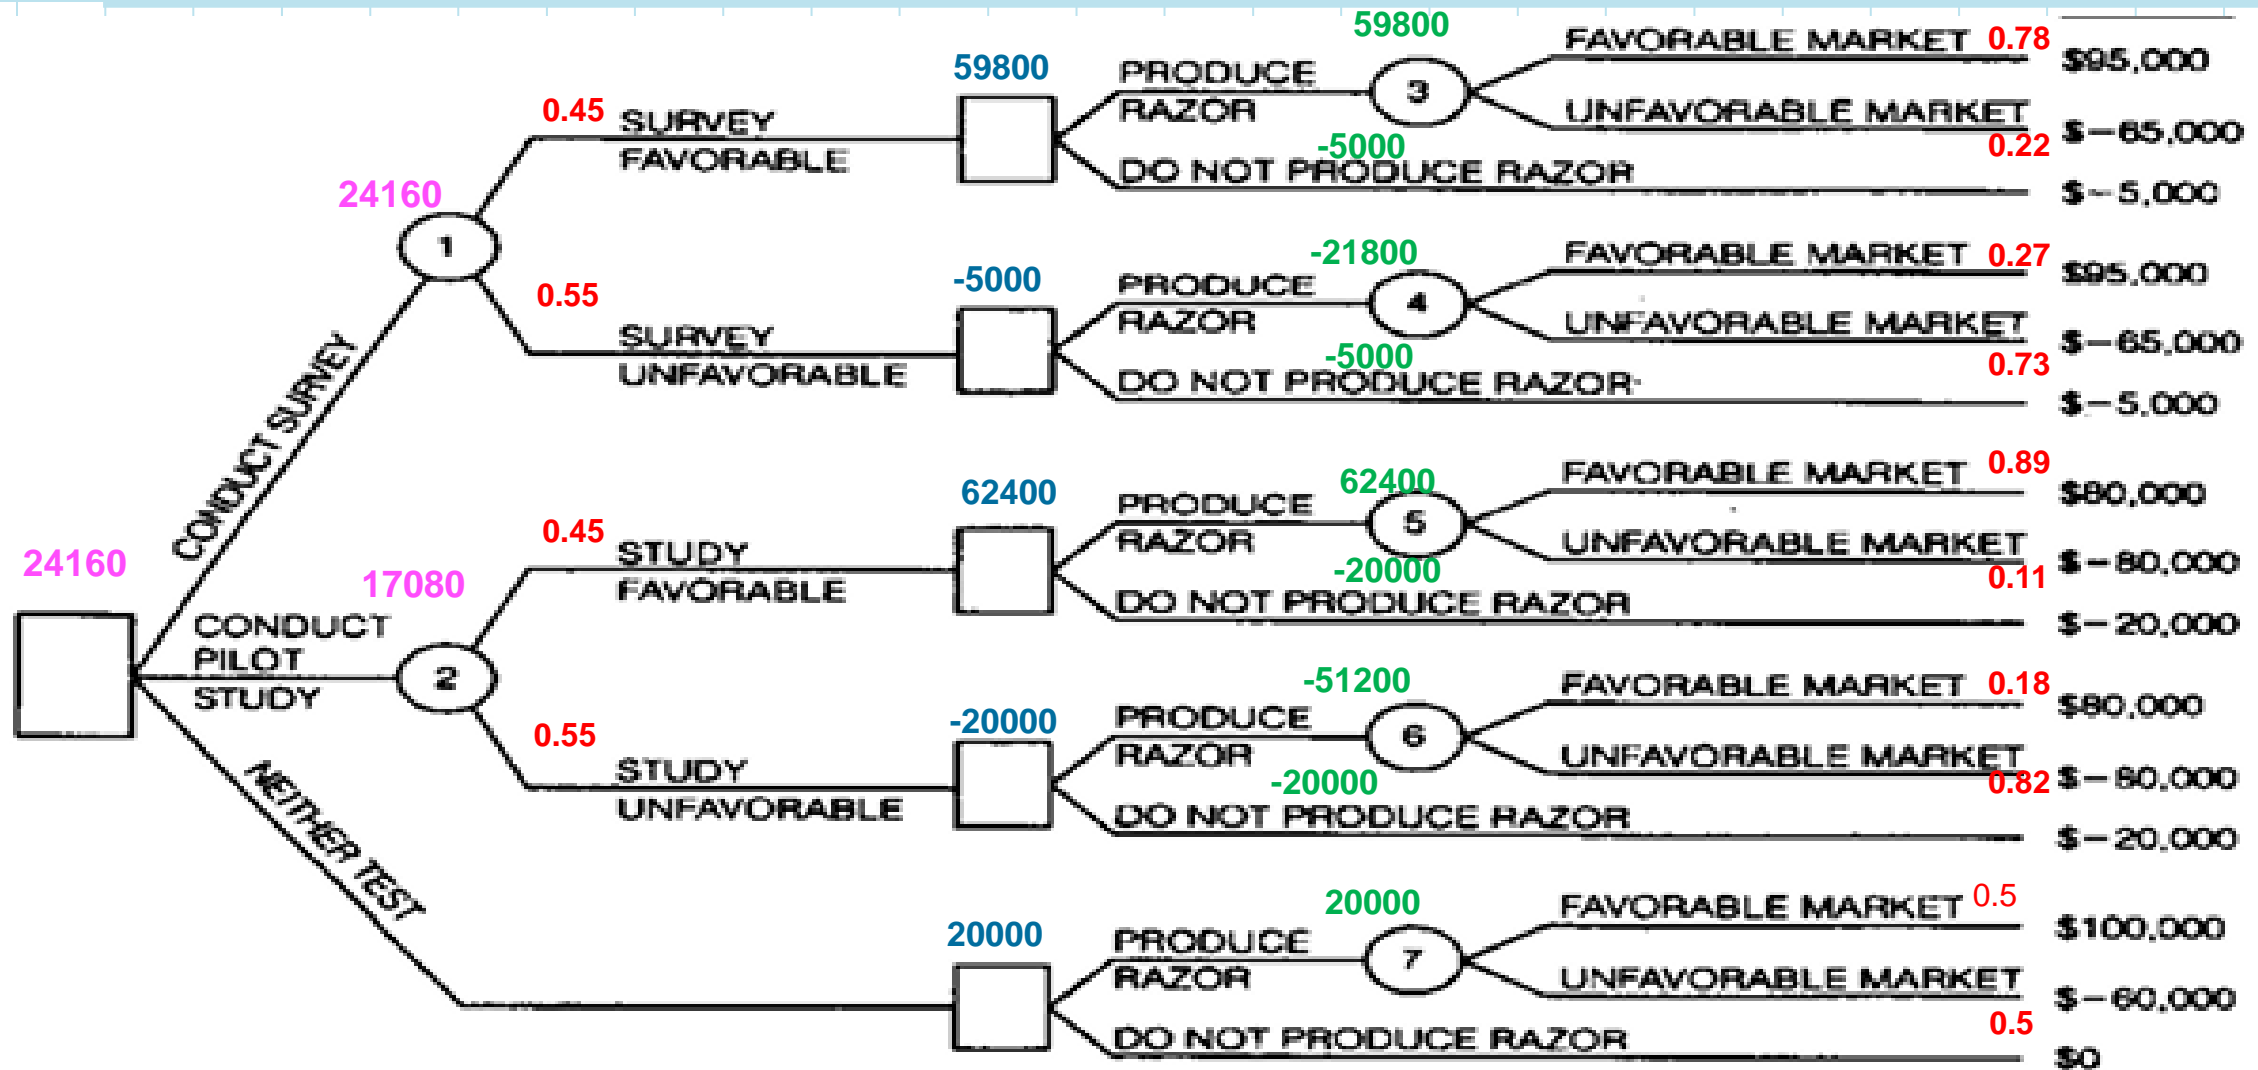 59800
FAVORABLE MARKET 0.78
$95,000
59800
PRODUCE
RAZOR
3
UNFAVORABLE MARKET
$-65,000
0.22
0.45
SURVEY
FAVORABLE
-5000
DO NOT PRODUCE RAZOR
$-5,000
24160
1
-21800
FAVORABLE MARKET 0.27
$95,000
-5000
PRODUCE
RAZOR
4
UNFAVORABLE MARKET
$-65,000
0.73
0.55
SURVEY
UNFAVORABLE
-5000
DO NOT PRODUCE RAZOR
$-5,000
CONDUCT SURVEY
62400
FAVORABLE MARKET 0.89
$80,000
62400
PRODUCE
RAZOR
5
UNFAVORABLE MARKET
$-80,000
0.11
0.45
STUDY
FAVORABLE
-20000
DO NOT PRODUCE RAZOR
$-20,000
24160
17080
CONDUCT
PILOT
STUDY
2
-51200
FAVORABLE MARKET 0.18
$80,000
-20000
PRODUCE
RAZOR
6
UNFAVORABLE MARKET
$-80,000
0.82
0.55
STUDY
UNFAVORABLE
-20000
DO NOT PRODUCE RAZOR
$-20,000
NEITHER TEST
20000
FAVORABLE MARKET 0.5
$100,000
20000
PRODUCE
RAZOR
7
UNFAVORABLE MARKET
$-60,000
0.5
DO NOT PRODUCE RAZOR
$0